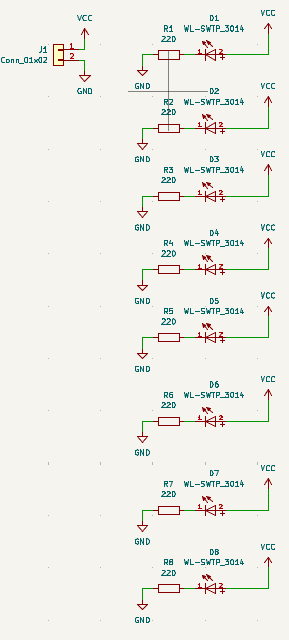 VCC
J1
Conn_01x02
1
2
GND
D1
WL-SWTP_3014
R1
220
1 2
VCC
GND
D2
WL-SWTP_3014
R2
220
1 2
VCC
GND
D3
WL-SWTP_3014
R3
220
1 2
VCC
GND
D4
WL-SWTP_3014
R4
220
1 2
VCC
GND
D5
WL-SWTP_3014
R5
220
1 2
VCC
GND
D6
WL-SWTP_3014
R6
220
1 2
VCC
GND
D7
WL-SWTP_3014
R7
220
1 2
VCC
GND
D8
WL-SWTP_3014
R8
220
1 2
VCC
GND